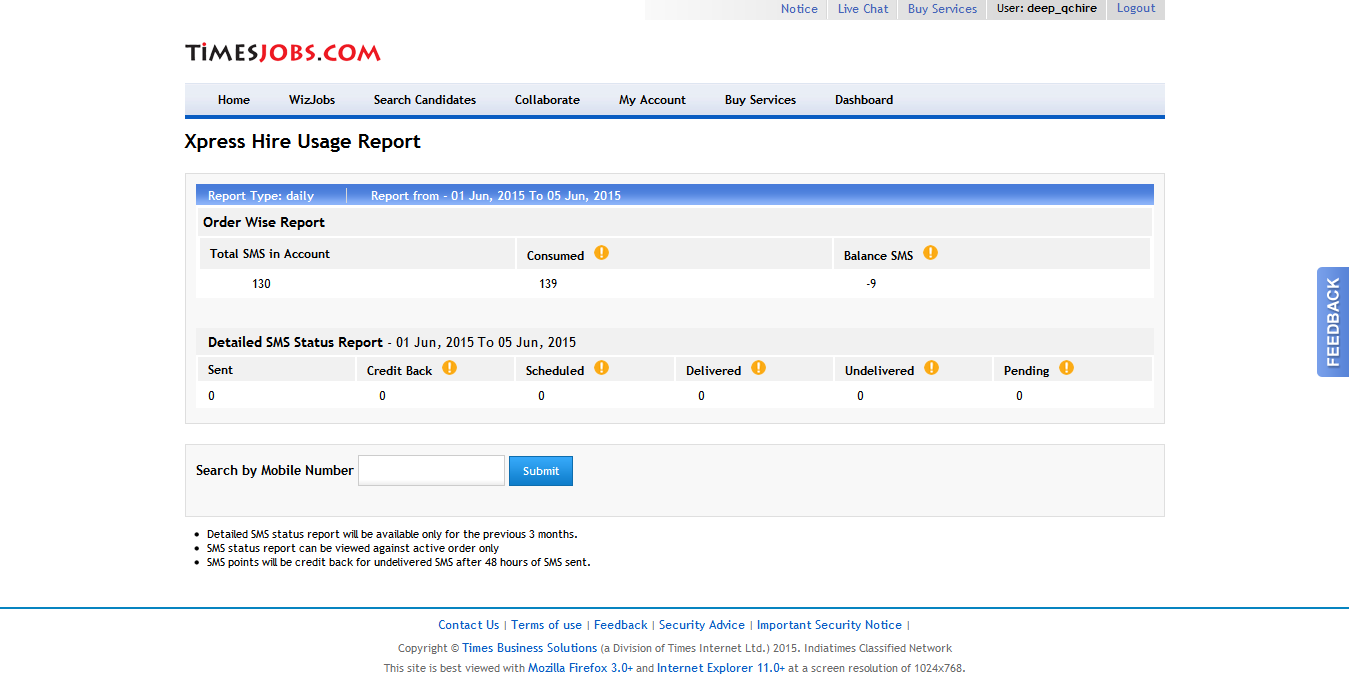 Notice Live Chat Buy Services User: deep_qchire Logout
TiMESJOBS.COM
Home WizJobs Search Candidates Collaborate My Account Buy Services Dashboard
Xpress Hire Usage Report
Report Type: daily Report from - 01 Jun, 2015 To 05 Jun, 2015
Order Wise Report
Total SMS in Account Consumed ! Balance SMS !
130 139 -9
Detailed SMS Status Report - 01 Jun, 2015 To 05 Jun, 2015
Sent Credit Back ! Scheduled ! Delivered ! Undelivered ! Pending !
0 0 0 0 0 0
FEEDBACK
Search by Mobile Number Submit
• Detailed SMS status report will be available only for the previous 3 months.
• SMS status report can be viewed against active order only
• SMS points will be credit back for undelivered SMS after 48 hours of SMS sent.
Contact Us | Terms of use | Feedback | Security Advice | Important Security Notice |
Copyright © Times Business Solutions (a Division of Times Internet Ltd.) 2015. Indiatimes Classified Network
This site is best viewed with Mozilla Firefox 3.0+ and Internet Explorer 11.0+ at a screen resolution of 1024x768.